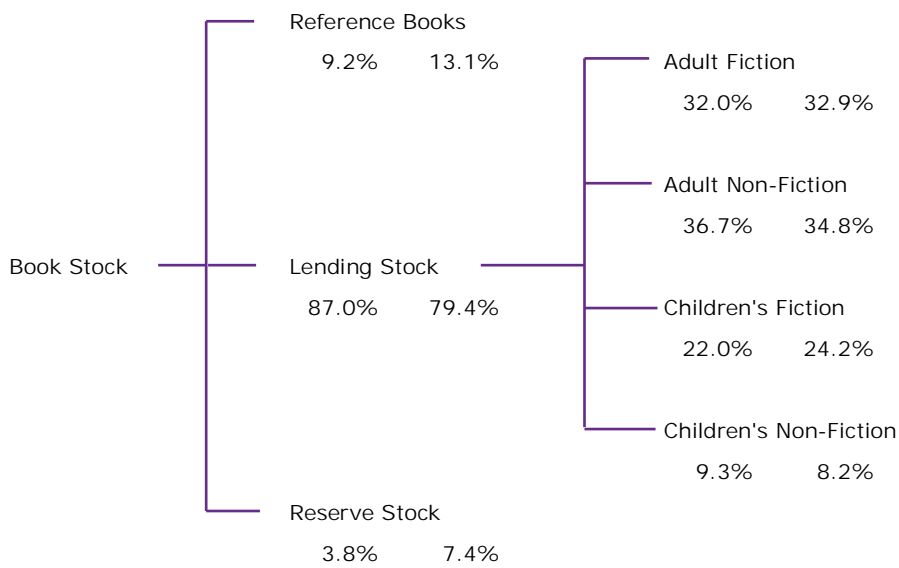 Reference Books
9.2% 13.1%
Adult Fiction
32.0% 32.9%
Adult Non-Fiction
36.7% 34.8%
Book Stock
Lending Stock
87.0% 79.4%
Children's Fiction
22.0% 24.2%
Children's Non-Fiction
9.3% 8.2%
Reserve Stock
3.8% 7.4%